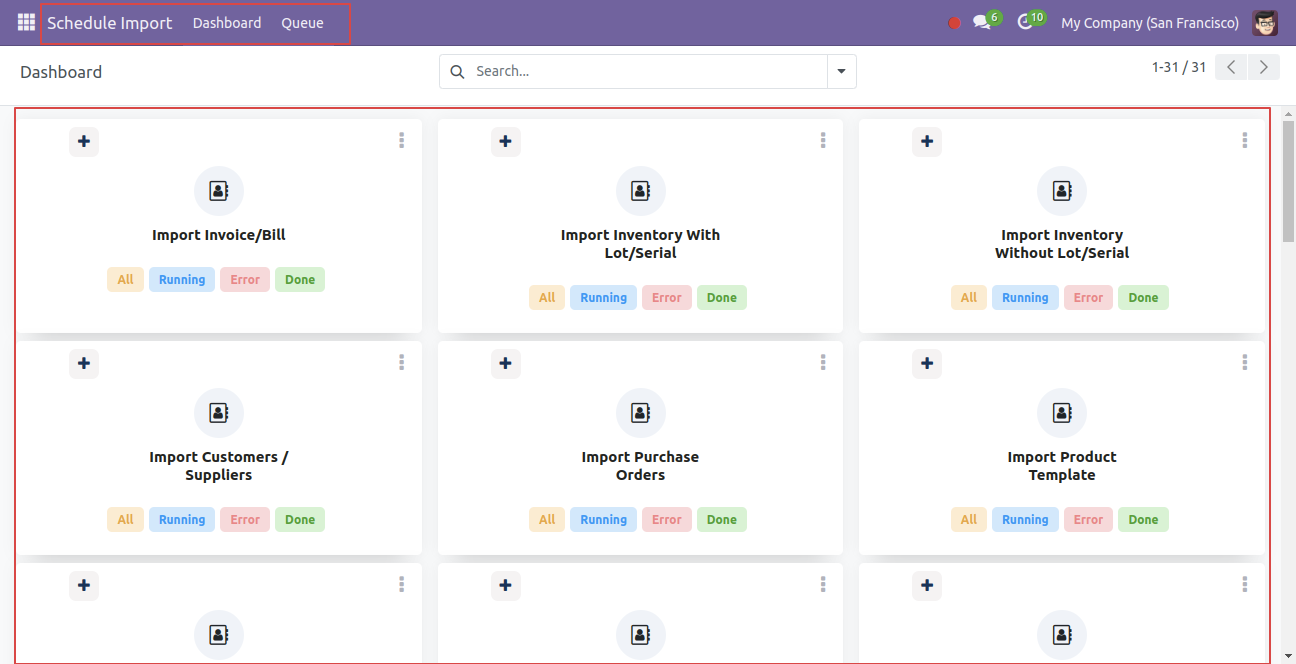 Schedule Import Dashboard Queue 6 10 My Company (San Francisco)
Dashboard Search... 1-31 / 31
Import Invoice/Bill
All Running Error Done
Import Inventory With
Lot/Serial
All Running Error Done
Import Inventory
Without Lot/Serial
All Running Error Done
Import Customers /
Suppliers
All Running Error Done
Import Purchase
Orders
All Running Error Done
Import Product
Template
All Running Error Done